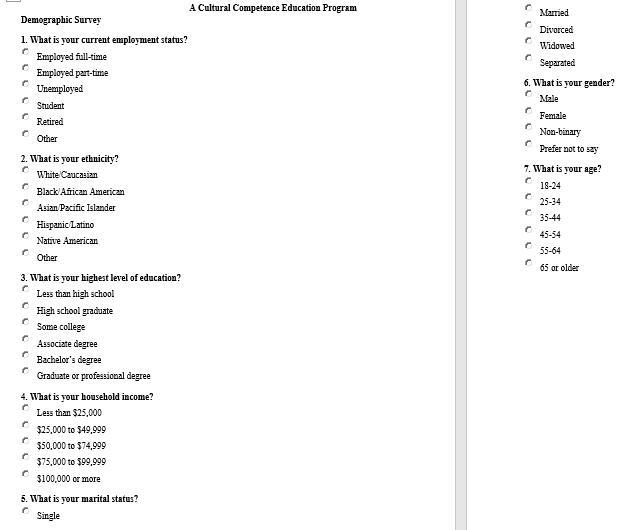 A Cultural Competence Education Program
Demographic Survey
1. What is your current employment status?
Employed full-time
Employed part-time
Unemployed
Student
Retired
Other
2. What is your ethnicity?
White/Caucasian
Black/African American
Asian/Pacific Islander
Hispanic/Latino
Native American
Other
3. What is your highest level of education?
Less than high school
High school graduate
Some college
Associate degree
Bachelor's degree
Graduate or professional degree
4. What is your household income?
Less than $25,000
$25,000 to $49,999
$50,000 to $74,999
$75,000 to $99,999
$100,000 or more
5. What is your marital status?
Single
Married
Divorced
Widowed
Separated
6. What is your gender?
Male
Female
Non-binary
Prefer not to say
7. What is your age?
18-24
25-34
35-44
45-54
55-64
65 or older